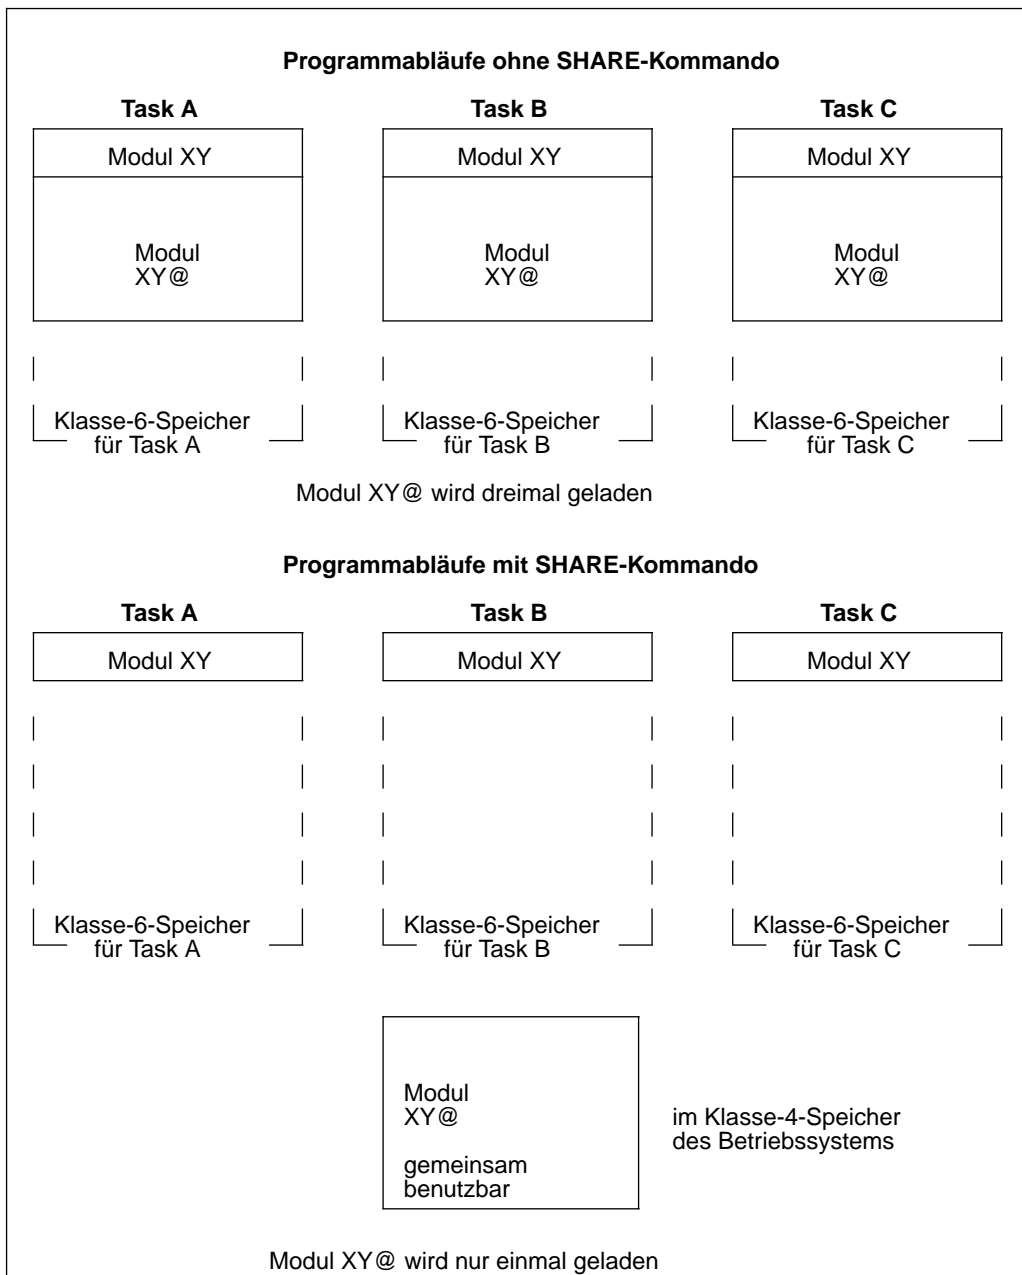 Programmabläufe ohne SHARE-Kommando
Task A Task B Task C
Modul XY Modul XY Modul XY
Modul Modul Modul
XY@ XY@ XY@
Klasse-6-Speicher Klasse-6-Speicher Klasse-6-Speicher
für Task A für Task B für Task C
Modul XY@ wird dreimal geladen
Programmabläufe mit SHARE-Kommando
Task A Task B Task C
Modul XY Modul XY Modul XY
Klasse-6-Speicher Klasse-6-Speicher Klasse-6-Speicher
für Task A für Task B für Task C
Modul
XY@
im Klasse-4-Speicher
des Betriebssystems
gemeinsam
benutzbar
Modul XY@ wird nur einmal geladen